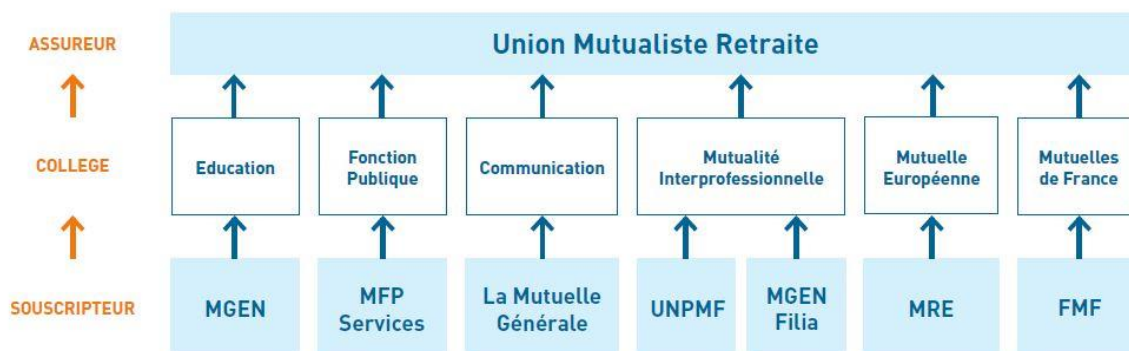 ASSUREUR
Union Mutualiste Retraite
COLLEGE
Education
Fonction
Publique
Communication
Mutualité
Interprofessionnelle
Mutuelle
Européenne
Mutuelles
de France
SOUSCRIPTEUR
MGEN
MFP
Services
La Mutuelle
Générale
UNPMF
MGEN
Filia
MRE
FMF